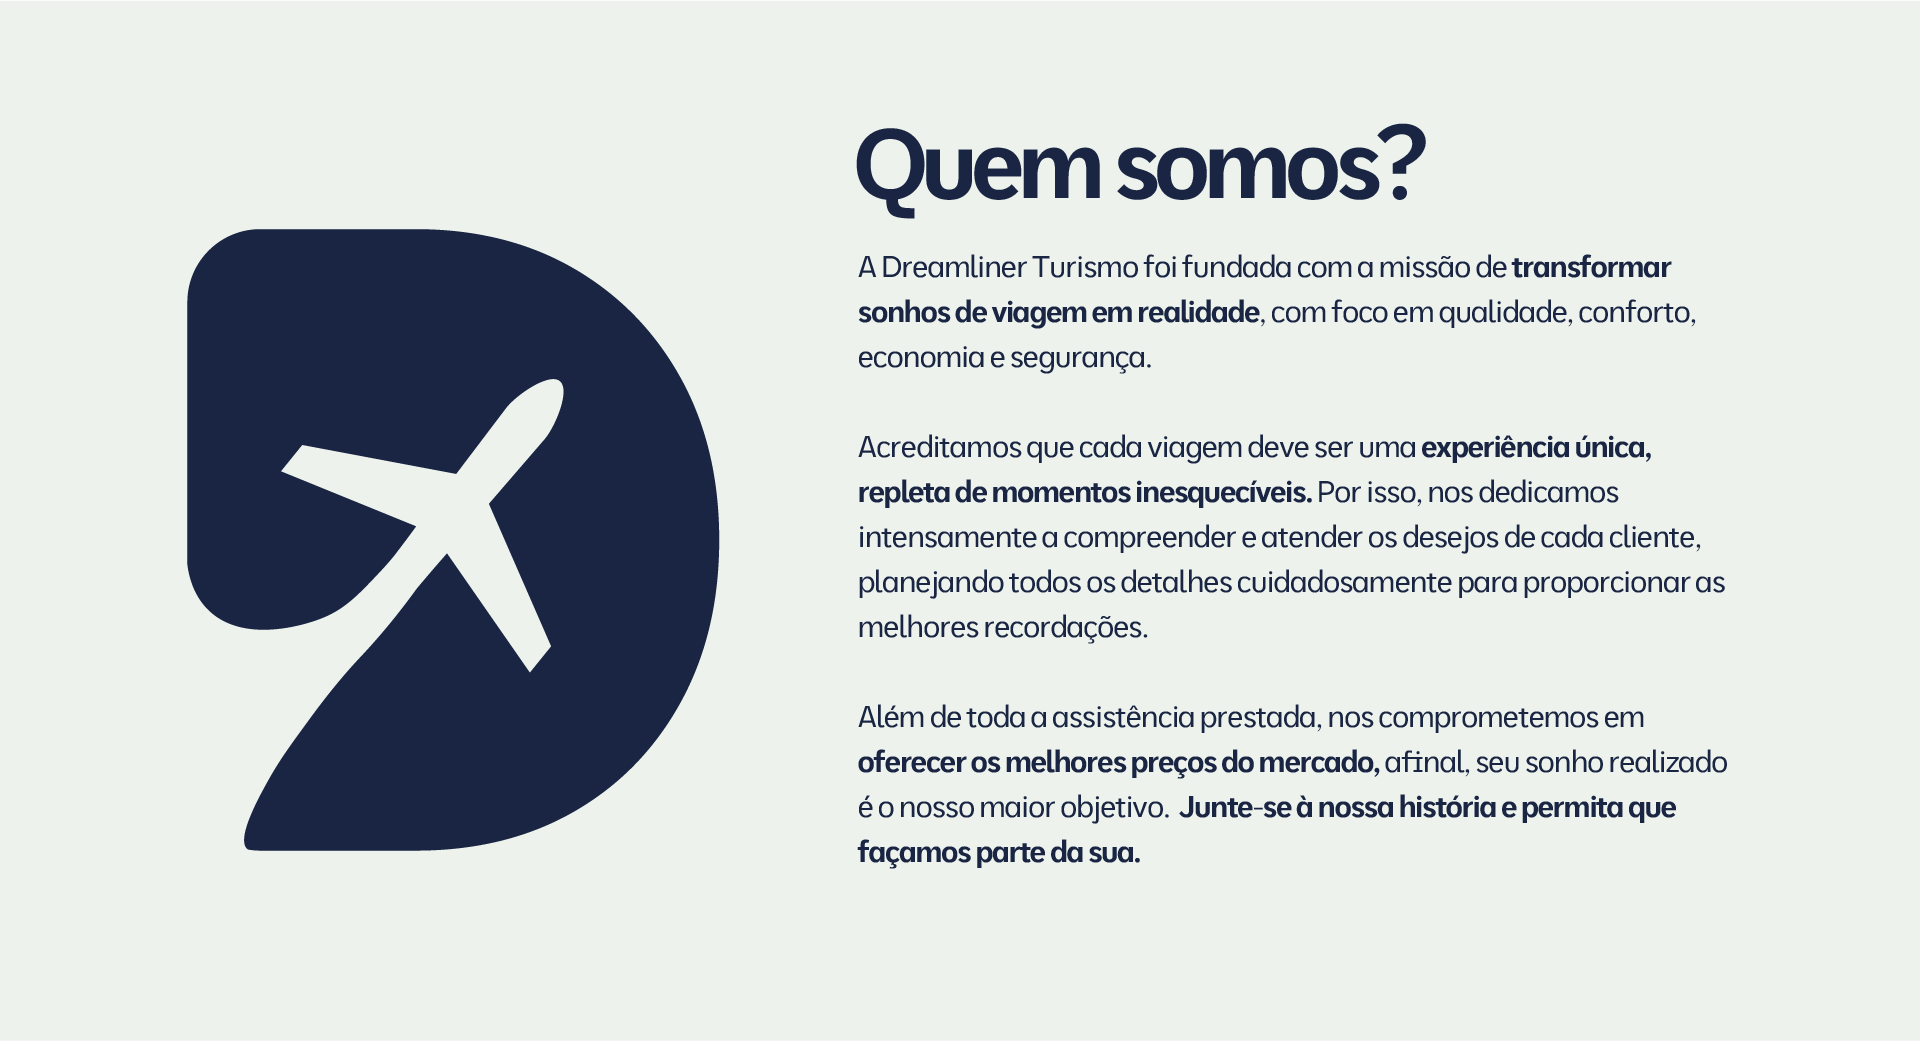 Quem somos?
A Dreamliner Turismo foi fundada com a missão de transformar
sonhos de viagem em realidade, com foco em qualidade, conforto,
economia e segurança.
Acreditamos que cada viagem deve ser uma experiência única,
repleta de momentos inesquecíveis. Por isso, nos dedicamos
intensamente a compreender e atender os desejos de cada cliente,
planejando todos os detalhes cuidadosamente para proporcionar as
melhores recordações.
Além de toda a assistência prestada, nos comprometemos em
oferecer os melhores preços do mercado, afinal, seu sonho realizado
é o nosso maior objetivo. Junte-se à nossa história e permita que
façamos parte da sua.